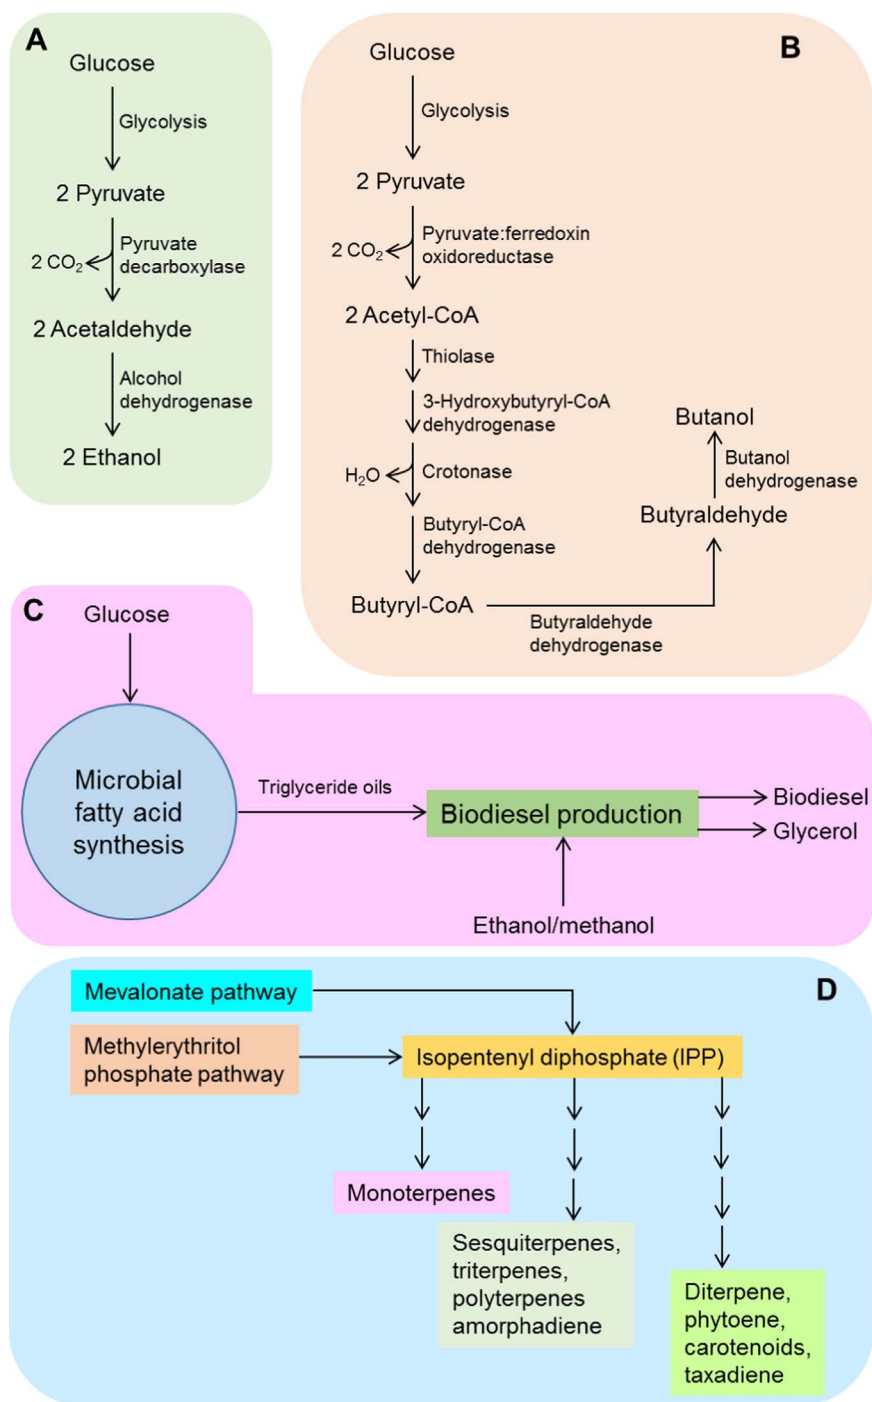 A
Glucose
Glycolysis
2 Pyruvate
2 CO₂
Pyruvate
decarboxylase
2 Acetaldehyde
Alcohol
dehydrogenase
2 Ethanol
B
Glucose
Glycolysis
2 Pyruvate
2 CO₂
Pyruvate:ferredoxin
oxidoreductase
2 Acetyl-CoA
Thiolase
3-Hydroxybutyryl-CoA
dehydrogenase
H₂O
Crotonase
Butyryl-CoA
dehydrogenase
Butyryl-CoA
Butyraldehyde
dehydrogenase
Butyraldehyde
Butanol
dehydrogenase
Butanol
C
Glucose
Microbial
fatty acid
synthesis
Triglyceride oils
Biodiesel production
Biodiesel
Glycerol
Ethanol/methanol
D
Mevalonate pathway
Methylerythritol
phosphate pathway
Isopentenyl diphosphate (IPP)
Monoterpenes
Sesquiterpenes,
triterpenes,
polyterpenes
amorphadiene
Diterpene,
phytoene,
carotenoids,
taxadiene